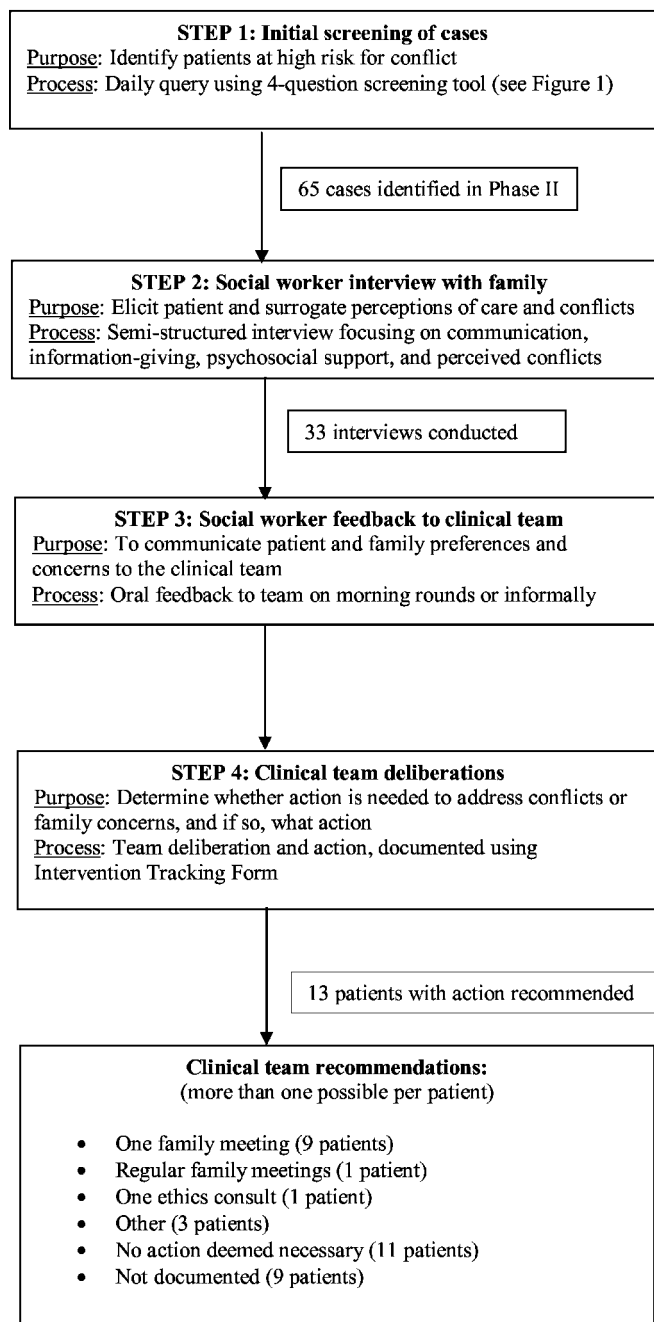 STEP 1: Initial screening of cases
Purpose: Identify patients at high risk for conflict
Process: Daily query using 4-question screening tool (see Figure 1)
65 cases identified in Phase II
STEP 2: Social worker interview with family
Purpose: Elicit patient and surrogate perceptions of care and conflicts
Process: Semi-structured interview focusing on communication,
information-giving, psychosocial support, and perceived conflicts
33 interviews conducted
STEP 3: Social worker feedback to clinical team
Purpose: To communicate patient and family preferences and
concerns to the clinical team
Process: Oral feedback to team on morning rounds or informally
STEP 4: Clinical team deliberations
Purpose: Determine whether action is needed to address conflicts or
family concerns, and if so, what action
Process: Team deliberation and action, documented using
Intervention Tracking Form
13 patients with action recommended
Clinical team recommendations:
(more than one possible per patient)
• One family meeting (9 patients)
• Regular family meetings (1 patient)
• One ethics consult (1 patient)
• Other (3 patients)
• No action deemed necessary (11 patients)
• Not documented (9 patients)